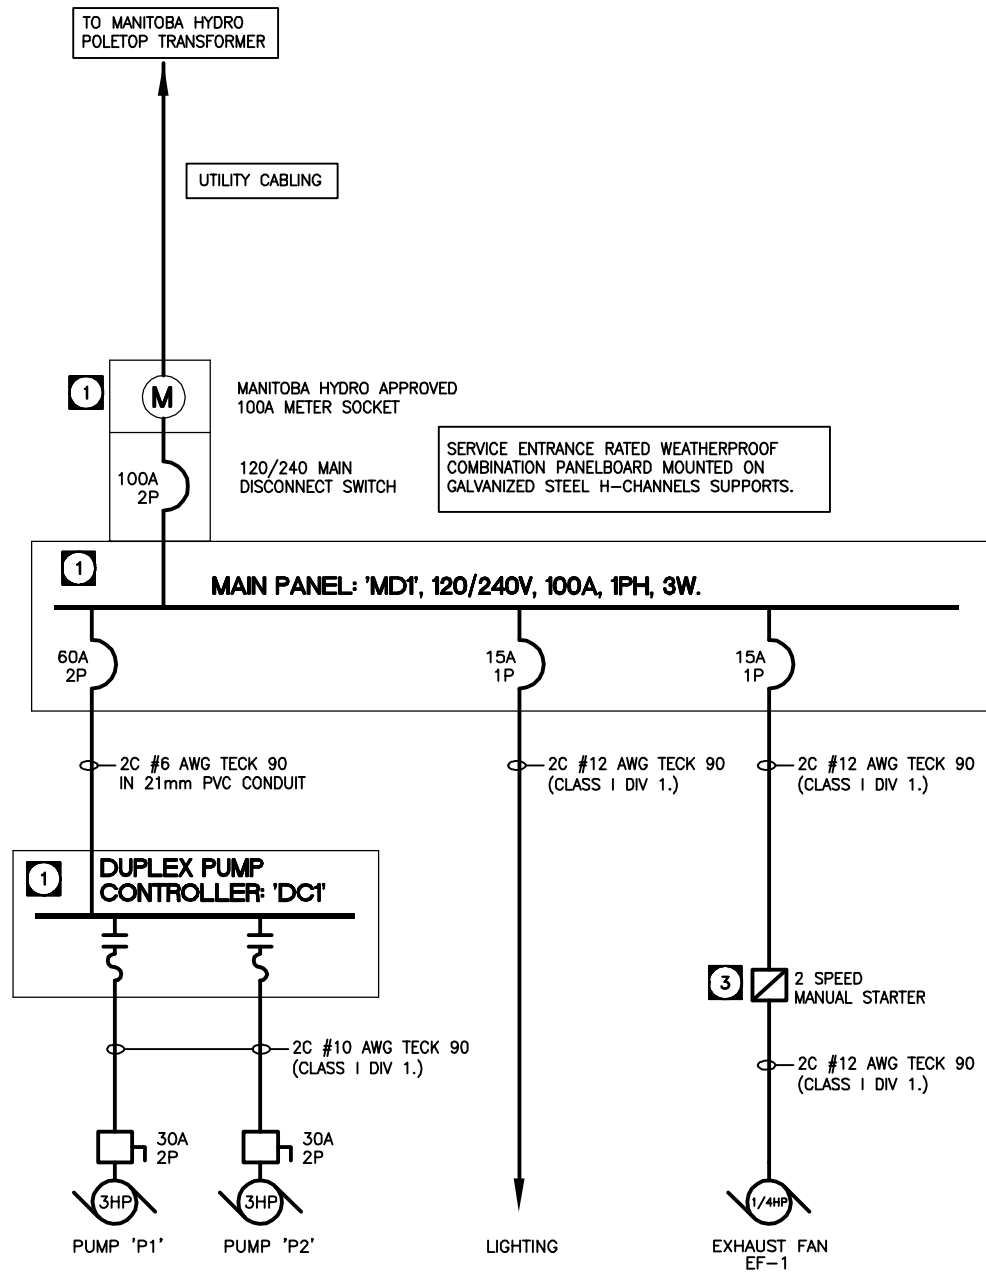 TO MANITOBA HYDRO
POLETOP TRANSFORMER
UTILITY CABLING
1
M
MANITOBA HYDRO APPROVED
100A METER SOCKET
100A
2P
120/240 MAIN
DISCONNECT SWITCH
SERVICE ENTRANCE RATED WEATHERPROOF
COMBINATION PANELBOARD MOUNTED ON
GALVANIZED STEEL H-CHANNELS SUPPORTS.
1
MAIN PANEL: 'MD1', 120/240V, 100A, 1PH, 3W.
60A
2P
15A
1P
15A
1P
2C #6 AWG TECK 90
IN 21mm PVC CONDUIT
2C #12 AWG TECK 90
(CLASS I DIV 1.)
2C #12 AWG TECK 90
(CLASS I DIV 1.)
1
DUPLEX PUMP
CONTROLLER: 'DC1'
3
2 SPEED
MANUAL STARTER
2C #10 AWG TECK 90
(CLASS I DIV 1.)
2C #12 AWG TECK 90
(CLASS I DIV 1.)
30A
2P
30A
2P
3HP
3HP
1/4HP
PUMP 'P1'
PUMP 'P2'
LIGHTING
EXHAUST FAN
EF-1